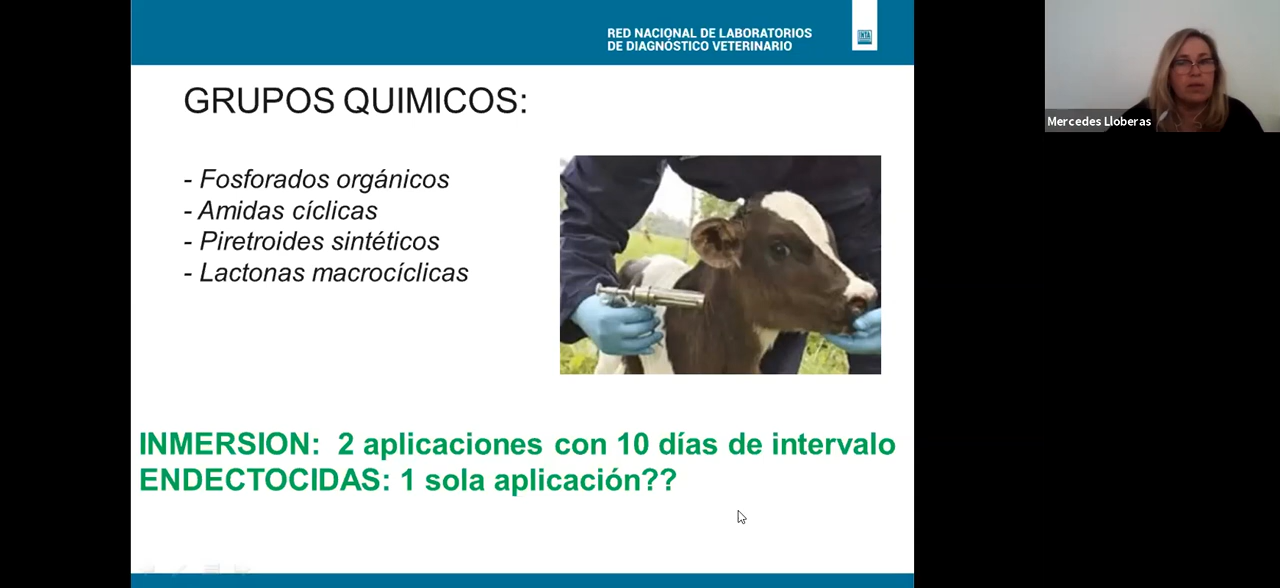 RED NACIONAL DE LABORATORIOS
DE DIAGNÓSTICO VETERINARIO
INTA
Mercedes Lloberas
GRUPOS QUIMICOS:
- Fosforados orgánicos
- Amidas cíclicas
- Piretroides sintéticos
- Lactonas macrocíclicas
INMERSION: 2 aplicaciones con 10 días de intervalo
ENDECTOCIDAS: 1 sola aplicación??